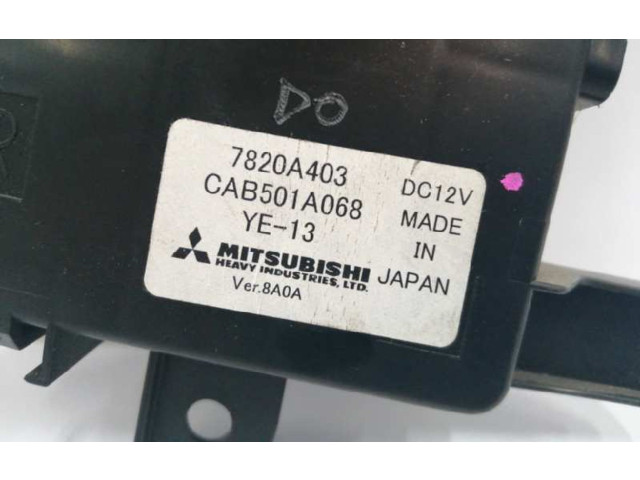 DO
7820A403
CAB501A068
YE-13
MITSUBISHI
HEAVY INDUSTRIES, LTD.
Ver.8A0A
DC12V
MADE
IN
JAPAN